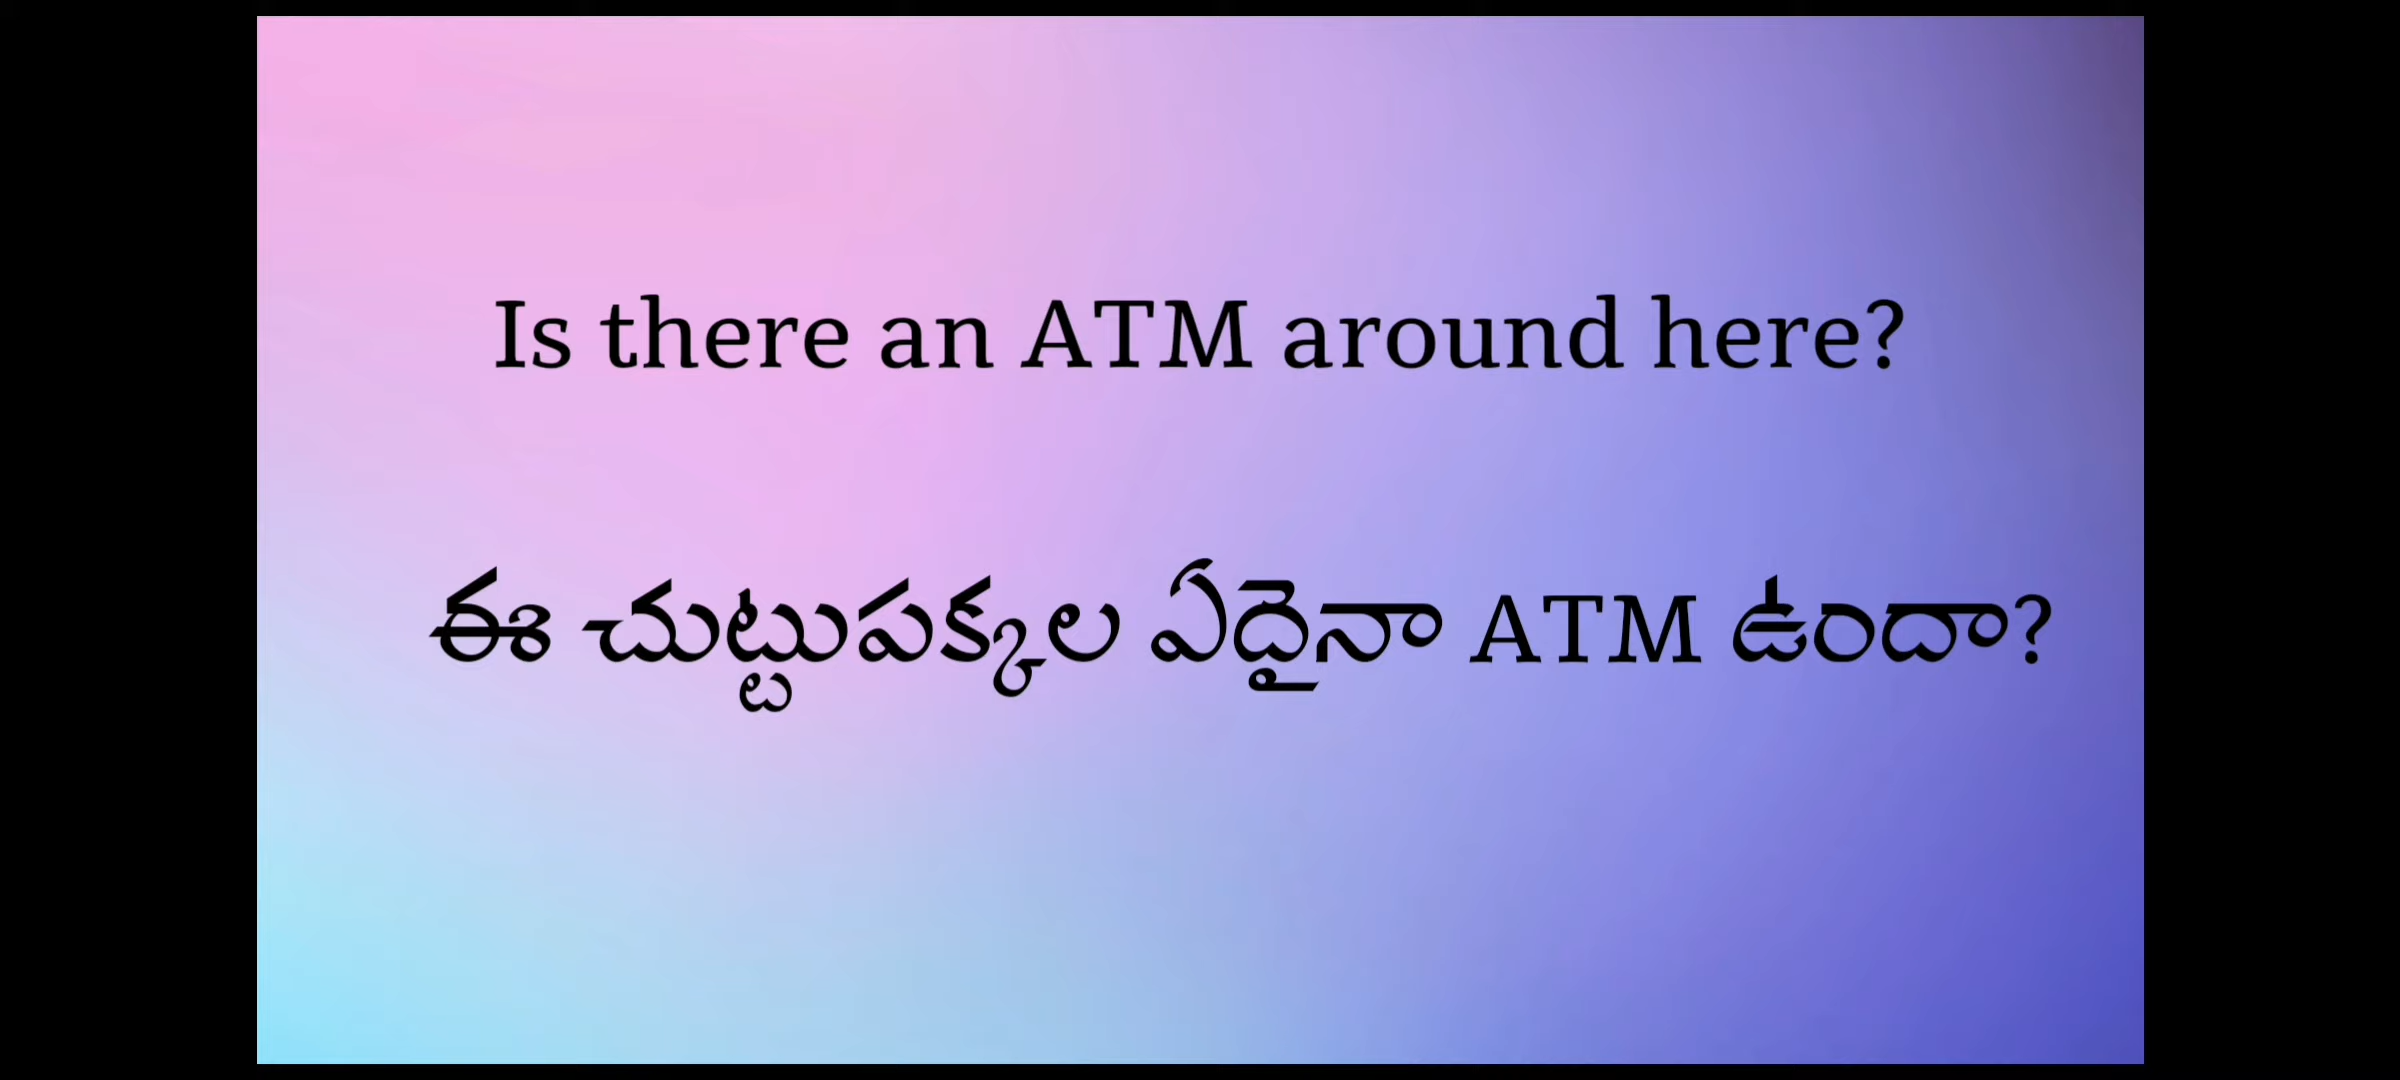 Is there an ATM around here?
ఈ చుట్టుపక్కల ఏదైనా ATM ఉందా?